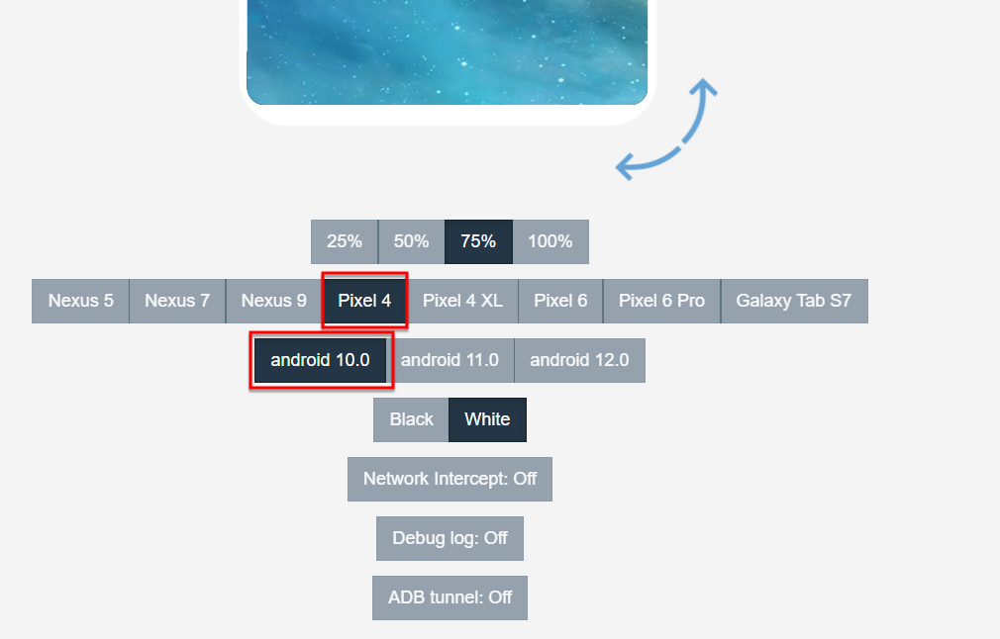 25% 50% 75% 100%
Nexus 5 Nexus 7 Nexus 9 Pixel 4 Pixel 4 XL Pixel 6 Pixel 6 Pro Galaxy Tab S7
android 10.0 android 11.0 android 12.0
Black White
Network Intercept: Off
Debug log: Off
ADB tunnel: Off